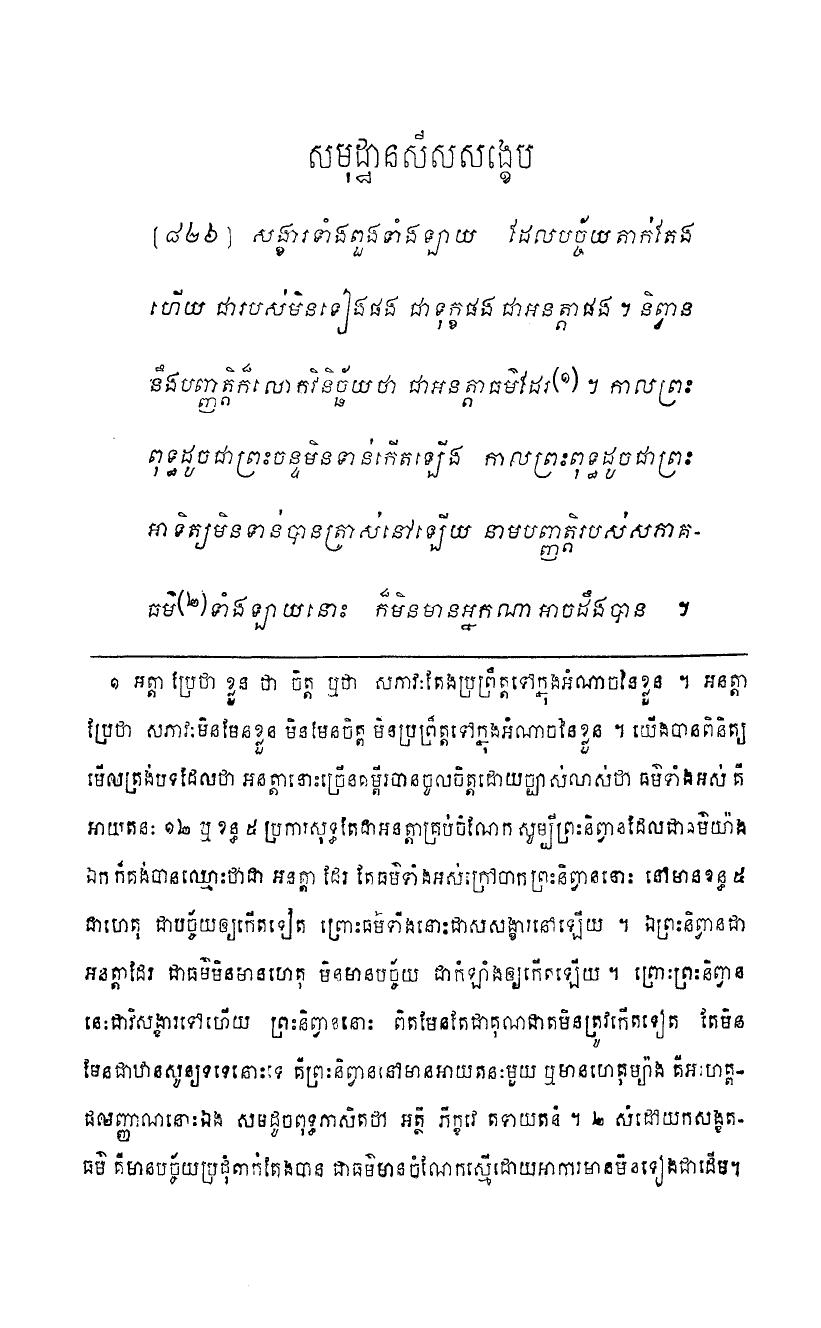 សមុដ្ឋានសីសសង្ខេប
[៨២៦] សង្ខារទាំងពួងទាំងឡាយ ដែលបច្ច័យតាក់តែង
ហើយ ជារបស់មិនទៀងផង ជាទុក្ខផង ជាអនត្តាផង ។ និព្វាន
នឹងបញ្ញត្តិក៏លោកវិនិច្ឆ័យថា ជាអនត្តាធម៌ដែរ(១) ។ កាលព្រះ
ពុទ្ធដូចជាព្រះចន្ទមិនទាន់កើតឡើង កាលព្រះពុទ្ធដូចជាព្រះ
អាទិត្យមិនទាន់បានត្រាស់នៅឡើយ នាមបញ្ញត្តិរបស់សភាគ-
ធម៌(២)ទាំងឡាយនោះ ក៏មិនមានអ្នកណាអាចដឹងបាន ។
១ អត្តា ប្រែថា ខ្លួន ថា ចិត្ត ឬថា សភាវៈតែងប្រព្រឹត្តទៅក្នុងអំណាចនៃខ្លួន ។ អនត្តា
ប្រែថា សភាវៈមិនមែនខ្លួន មិនមែនចិត្ត មិនប្រព្រឹត្តទៅក្នុងអំណាចនៃខ្លួន ។ យើងបានពិនិត្យ
មើលត្រង់បទដែលថា អនត្តានោះច្រើនគម្ពីរបានចូលចិត្តដោយច្បាស់លាស់ថា ធម៌ទាំងអស់ គឺ
អាយតនៈ ១២ ឬ ខន្ធ ៥ ប្រការសុទ្ធតែជាអនត្តាគ្រប់ចំណែក សូម្បីព្រះនិព្វានដែលជាធម៌យ៉ាង
ឯក ក៏គង់បានឈ្មោះថាជា អនត្តា ដែរ តែធម៌ទាំងអស់ក្រៅចាកព្រះនិព្វាននោះ នៅមានខន្ធ ៥
ជាហេតុ ជាបច្ច័យឲ្យកើតទៀត ព្រោះធម៌ទាំងនោះជាសសង្ខារនៅឡើយ ។ ឯព្រះនិព្វានជា
អនត្តាដែរ ជាធម៌មិនមានហេតុ មិនមានបច្ច័យ ជាកំឡាំងឲ្យកើតឡើយ ។ ព្រោះព្រះនិព្វាន
នេះជាវិសង្ខារទៅហើយ ព្រះនិព្វាននោះ ពិតមែនតែជាគុណជាតមិនត្រូវកើតទៀត តែមិន
មែនជាឋានសូន្យទទេនោះទេ គឺព្រះនិព្វាននៅមានអាយតនៈមួយ ឬមានហេតុម្យ៉ាង គឺអរហត្ត-
ផលញ្ញាណនោះឯង សមដូចពុទ្ធភាសិតថា អត្ថិ ភិក្ខវេ តទាយតនំ ។ ២ សំដៅយកសង្ខត-
ធម៌ គឺមានបច្ច័យប្រជុំតាក់តែងបាន ជាធម៌មានចំណែកស្មើដោយអាការមានមិនទៀងជាដើម។